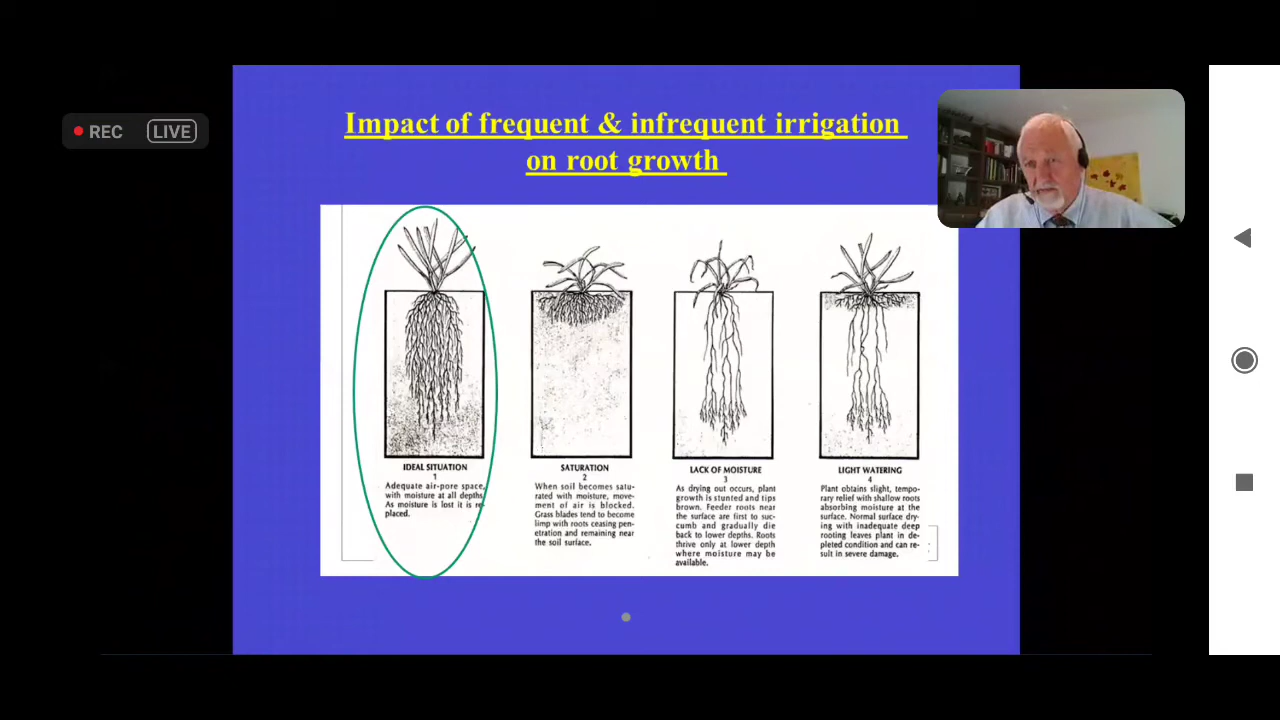 REC LIVE
Impact of frequent & infrequent irrigation
on root growth
IDEAL SITUATION
1
Adequate air-pore space,
with moisture at all depths
As moisture is lost it is re-
placed.
SATURATION
2
When soil becomes satu-
rated with moisture, move-
ment of air is blocked.
Grass blades tend to become
limp with roots ceasing pen-
etration and remaining near
the soil surface.
LACK OF MOISTURE
3
As drying out occurs, plant
growth is stunted and tips
brown. Feeder roots near
the surface are first to suc-
cumb and gradually die
back to lower depths. Roots
thrive only at lower depth
where moisture may be
available.
LIGHT WATERING
4
Plant obtains slight, tempo-
rary relief with shallow roots
absorbing moisture at the
surface. Normal surface dry-
ing with inadequate deep
rooting leaves plant in de-
pleted condition and can re-
sult in severe damage.